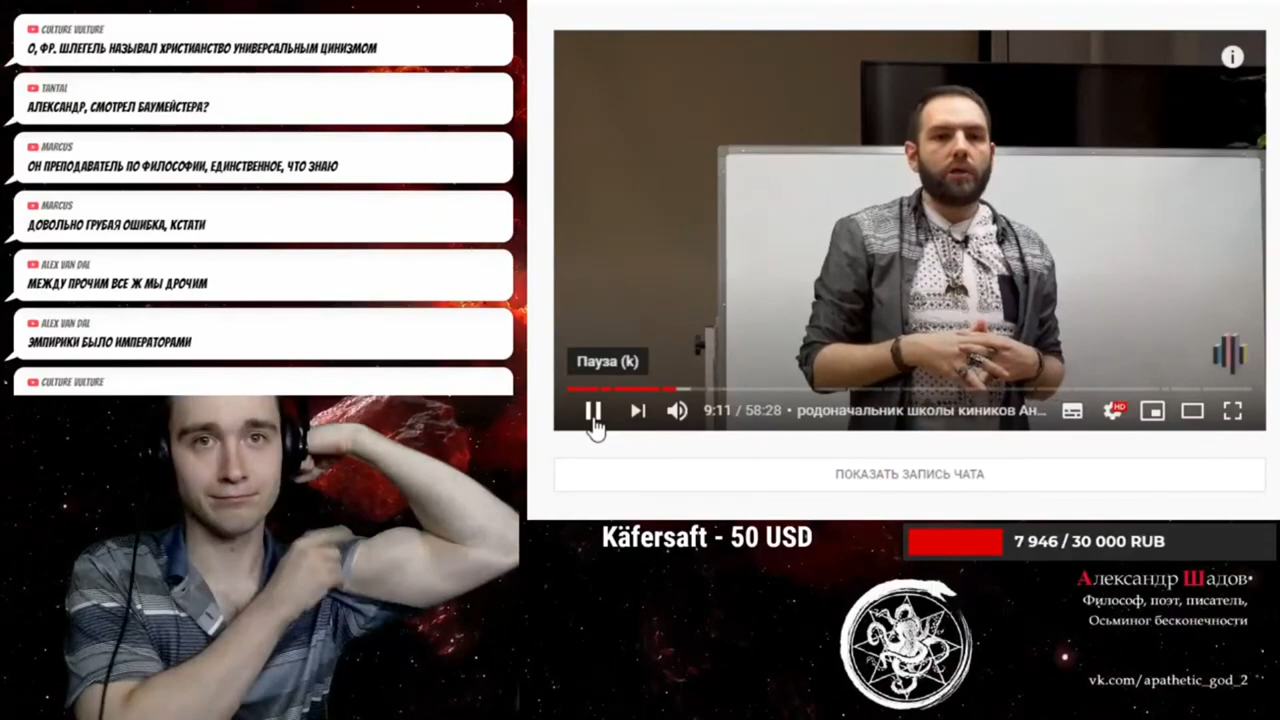 CULTURE VULTURE
О, ФР. ШЛЕГЕЛЬ НАЗЫВАЛ ХРИСТИАНСТВО УНИВЕРСАЛЬНЫМ ЦИНИЗМОМ
TANTAL
АЛЕКСАНДР, СМОТРЕЛ БАУМЕЙСТЕРА?
MARCUS
ОН ПРЕПОДАВАТЕЛЬ ПО ФИЛОСОФИИ, ЕДИНСТВЕННОЕ, ЧТО ЗНАЮ
MARCUS
ДОВОЛЬНО ГРУБАЯ ОШИБКА, КСТАТИ
ALEX VAN DAL
МЕЖДУ ПРОЧИМ ВСЕ Ж МЫ ДРОЧИМ
ALEX VAN DAL
ЭМПИРИКИ БЫЛО ИМПЕРАТОРАМИ
CULTURE VULTURE
Пауза (k)
9:11 / 58:28 • родоначальник школы киников Ан...
HD
ПОКАЗАТЬ ЗАПИСЬ ЧАТА
Käfersaft - 50 USD
7 946 / 30 000 RUB
Александр Шадов•
Философ, поэт, писатель,
Осьминог бесконечности
vk.com/apathetic_god_2